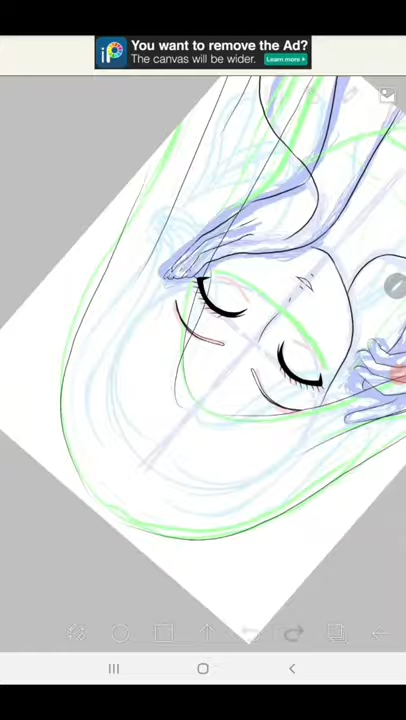 iP
You want to remove the Ad?
The canvas will be wider.
Learn more